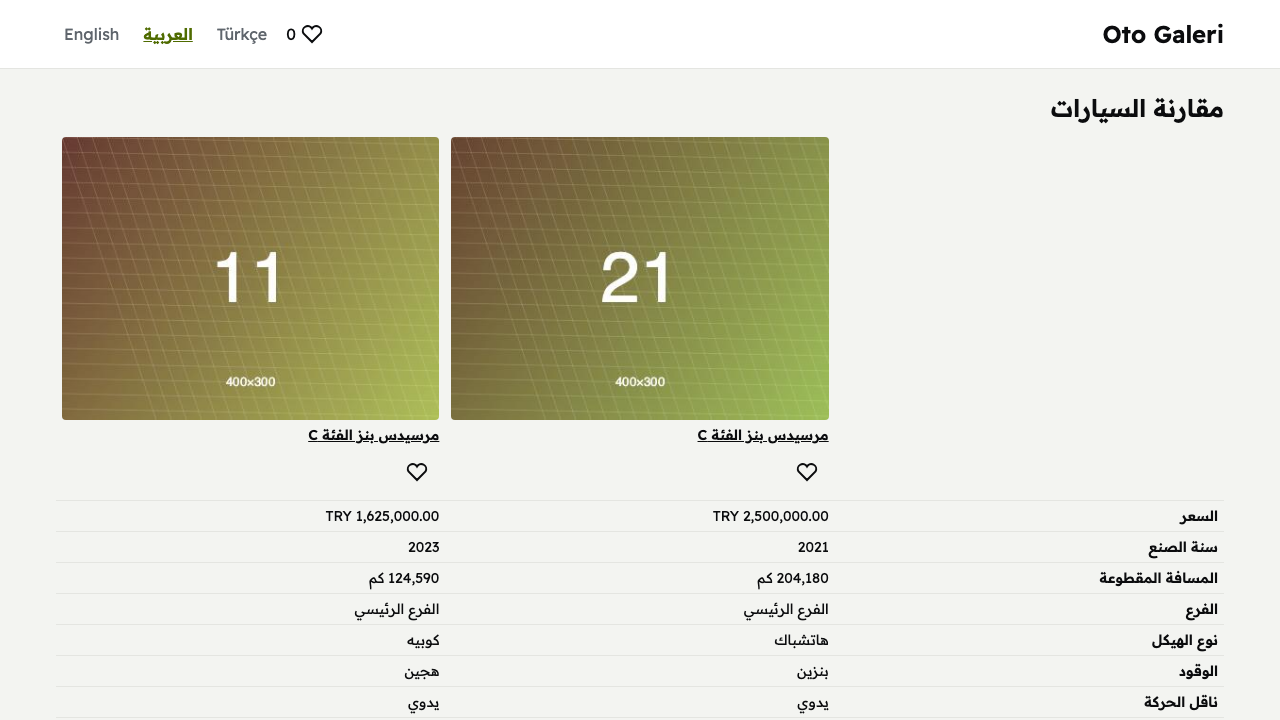 Oto Galeri
0 Türkçe العربية English
مقارنة السيارات
21 11
400×300 400×300
مرسيدس بنز الفئة C مرسيدس بنز الفئة C
السعر TRY 2,500,000.00 TRY 1,625,000.00
سنة الصنع 2021 2023
المسافة المقطوعة 204,180 كم 124,590 كم
الفرع الفرع الرئيسي الفرع الرئيسي
نوع الهيكل هاتشباك كوبيه
الوقود بنزين هجين
ناقل الحركة يدوي يدوي